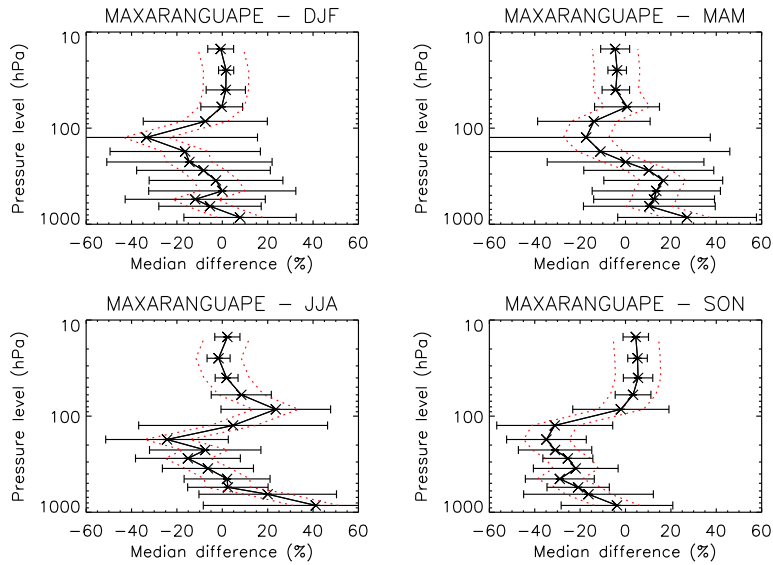 MAXARANGUAPE – DJF
Pressure level (hPa)
10
100
1000
−60 −40 −20 0 20 40 60
Median difference (%)
MAXARANGUAPE – MAM
Pressure level (hPa)
10
100
1000
−60 −40 −20 0 20 40 60
Median difference (%)
MAXARANGUAPE – JJA
Pressure level (hPa)
10
100
1000
−60 −40 −20 0 20 40 60
Median difference (%)
MAXARANGUAPE – SON
Pressure level (hPa)
10
100
1000
−60 −40 −20 0 20 40 60
Median difference (%)